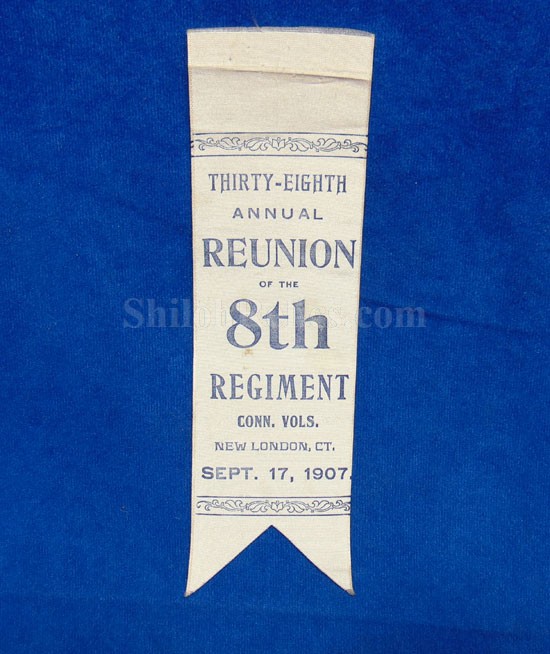 THIRTY-EIGHTH
ANNUAL
REUNION
OF THE
8th
REGIMENT
CONN. VOLS.
NEW LONDON, CT.
SEPT. 17, 1907.